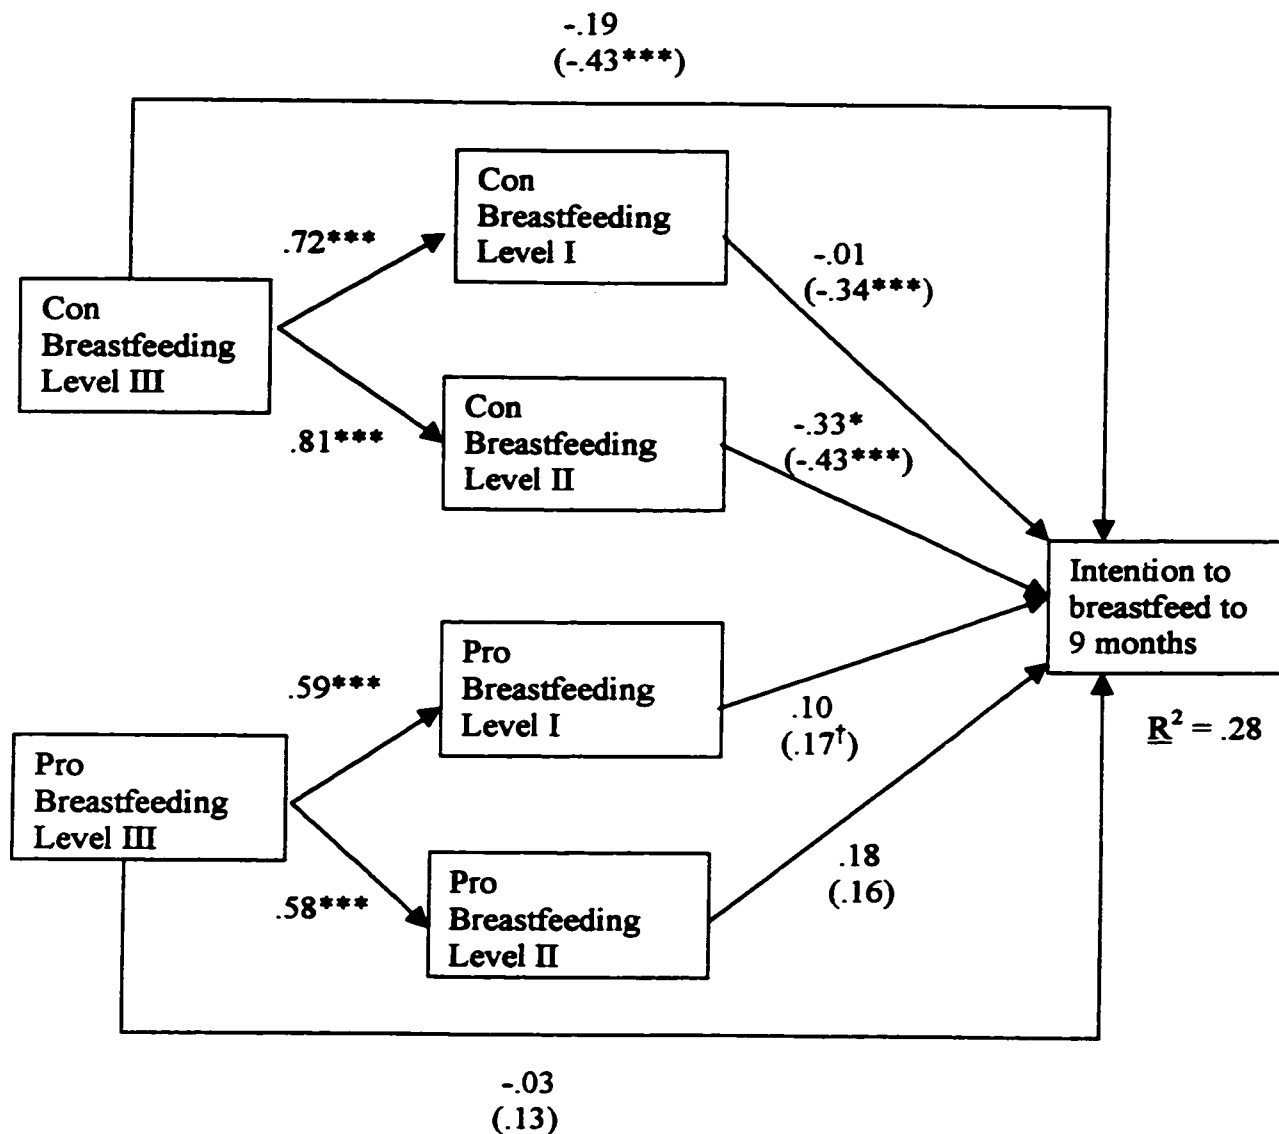 -.19
(-.43***)
Con
Breastfeeding
Level I
.72***
-.01
(-.34***)
Con
Breastfeeding
Level III
Con
Breastfeeding
Level II
.81***
-.33*
(-.43***)
Intention to
breastfeed to
9 months
Pro
Breastfeeding
Level I
.59***
.10
(.17†)
R² = .28
Pro
Breastfeeding
Level III
.18
(.16)
Pro
Breastfeeding
Level II
.58***
-.03
(.13)